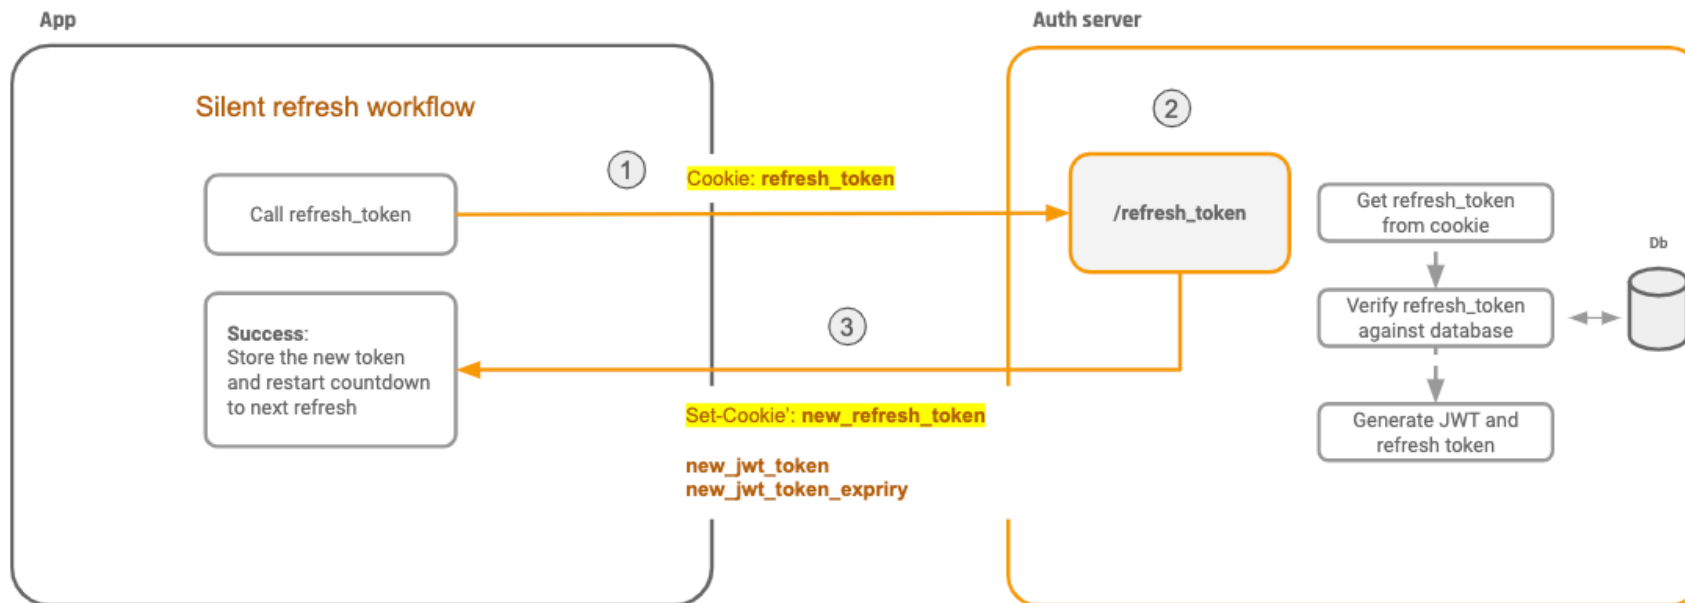 App
Auth server
Silent refresh workflow
1
2
Cookie: refresh_token
Call refresh_token
/refresh_token
Get refresh_token
from cookie
Db
Verify refresh_token
against database
3
Success:
Store the new token
and restart countdown
to next refresh
Set-Cookie': new_refresh_token
Generate JWT and
refresh token
new_jwt_token
new_jwt_token_expriry